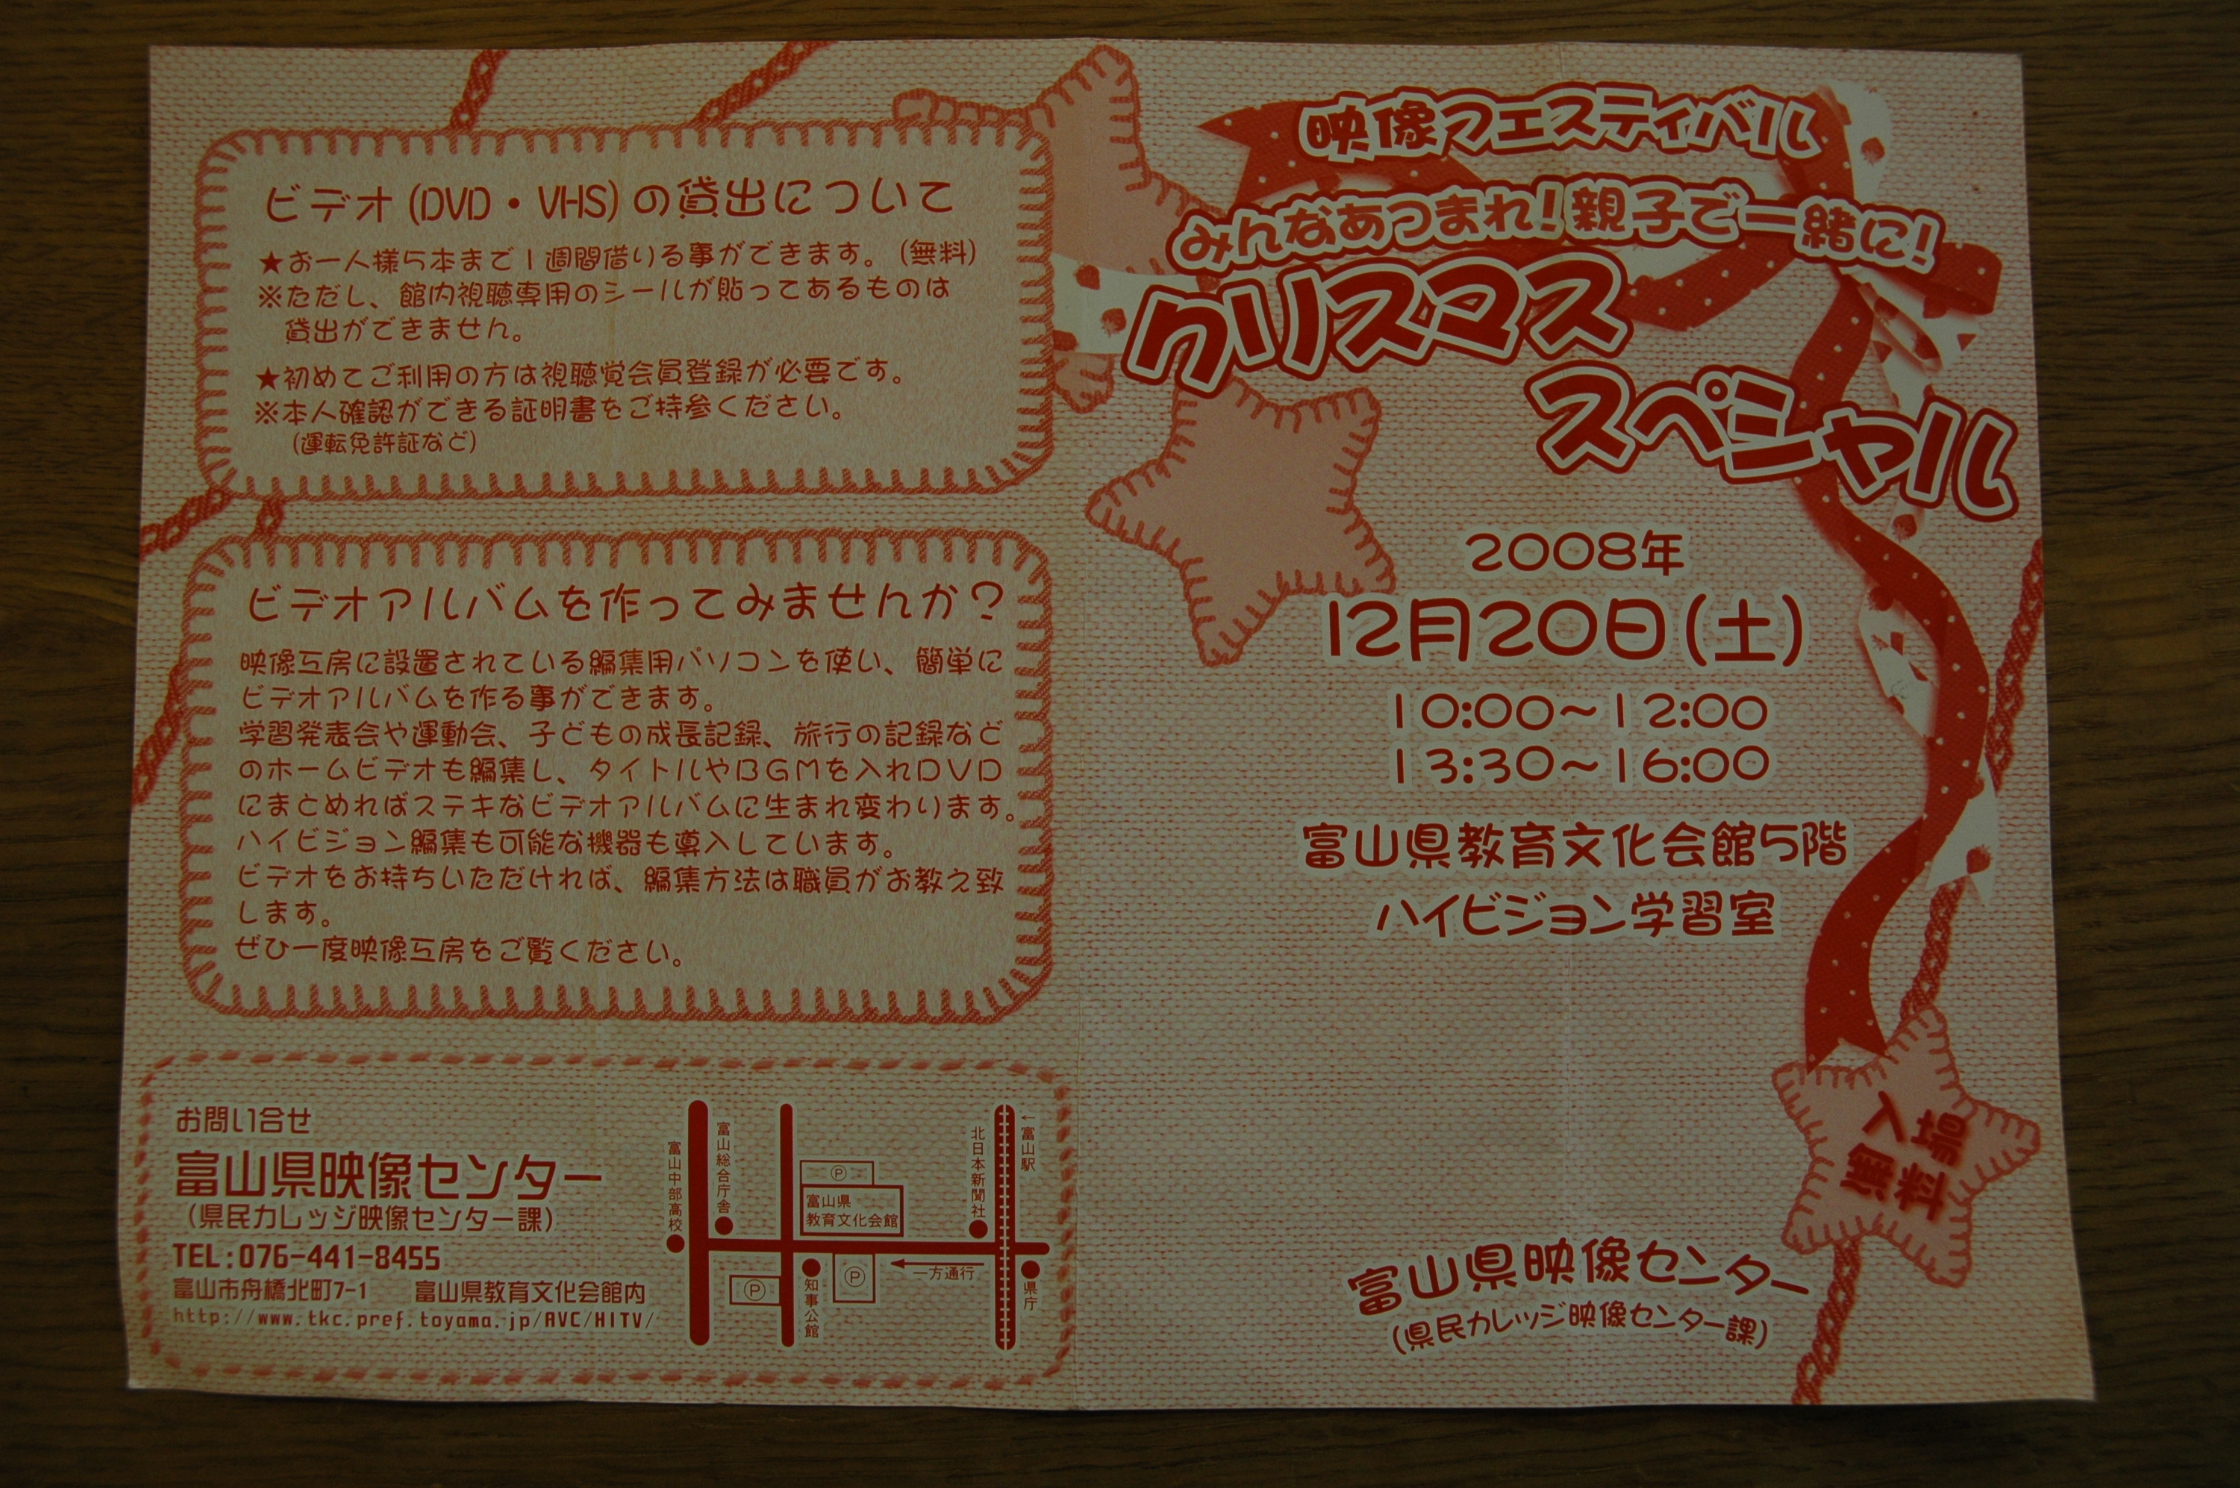 ビデオ(DVD・VHS)の貸出について
★お一人様5本まで1週間借りる事ができます。(無料)
※ただし、館内視聴専用のシールが貼ってあるものは
貸出ができません。
★初めてご利用の方は視聴覚会員登録が必要です。
※本人確認ができる証明書をご持参ください。
(運転免許証など)
ビデオアルバムを作ってみませんか?
映像工房に設置されている編集用パソコンを使い、簡単に
ビデオアルバムを作る事ができます。
学習発表会や運動会、子どもの成長記録、旅行の記録など
のホームビデオも編集し、タイトルやBGMを入れDVD
にまとめればステキなビデオアルバムに生まれ変わります。
ハイビジョン編集も可能な機器も導入しています。
ビデオをお持ちいただければ、編集方法は職員がお教え致
します。
ぜひ一度映像工房をご覧ください。
お問い合せ
富山県映像センター
(県民カレッジ映像センター課)
TEL:076-441-8455
富山市舟橋北町7-1 富山県教育文化会館内
http://www.tkc.pref.toyama.jp/AVC/HITV/
富山中部高校
富山総合庁舎
P
富山県
教育文化会館
北日本新聞社
←富山駅
P
知事公館
P
一方通行
県庁
映像フェスティバル
みんなあつまれ!親子で一緒に!
クリスマス
スペシャル
2008年
12月20日(土)
10:00~12:00
13:30~16:00
富山県教育文化会館5階
ハイビジョン学習室
入場
無料
富山県映像センター
(県民カレッジ映像センター課)